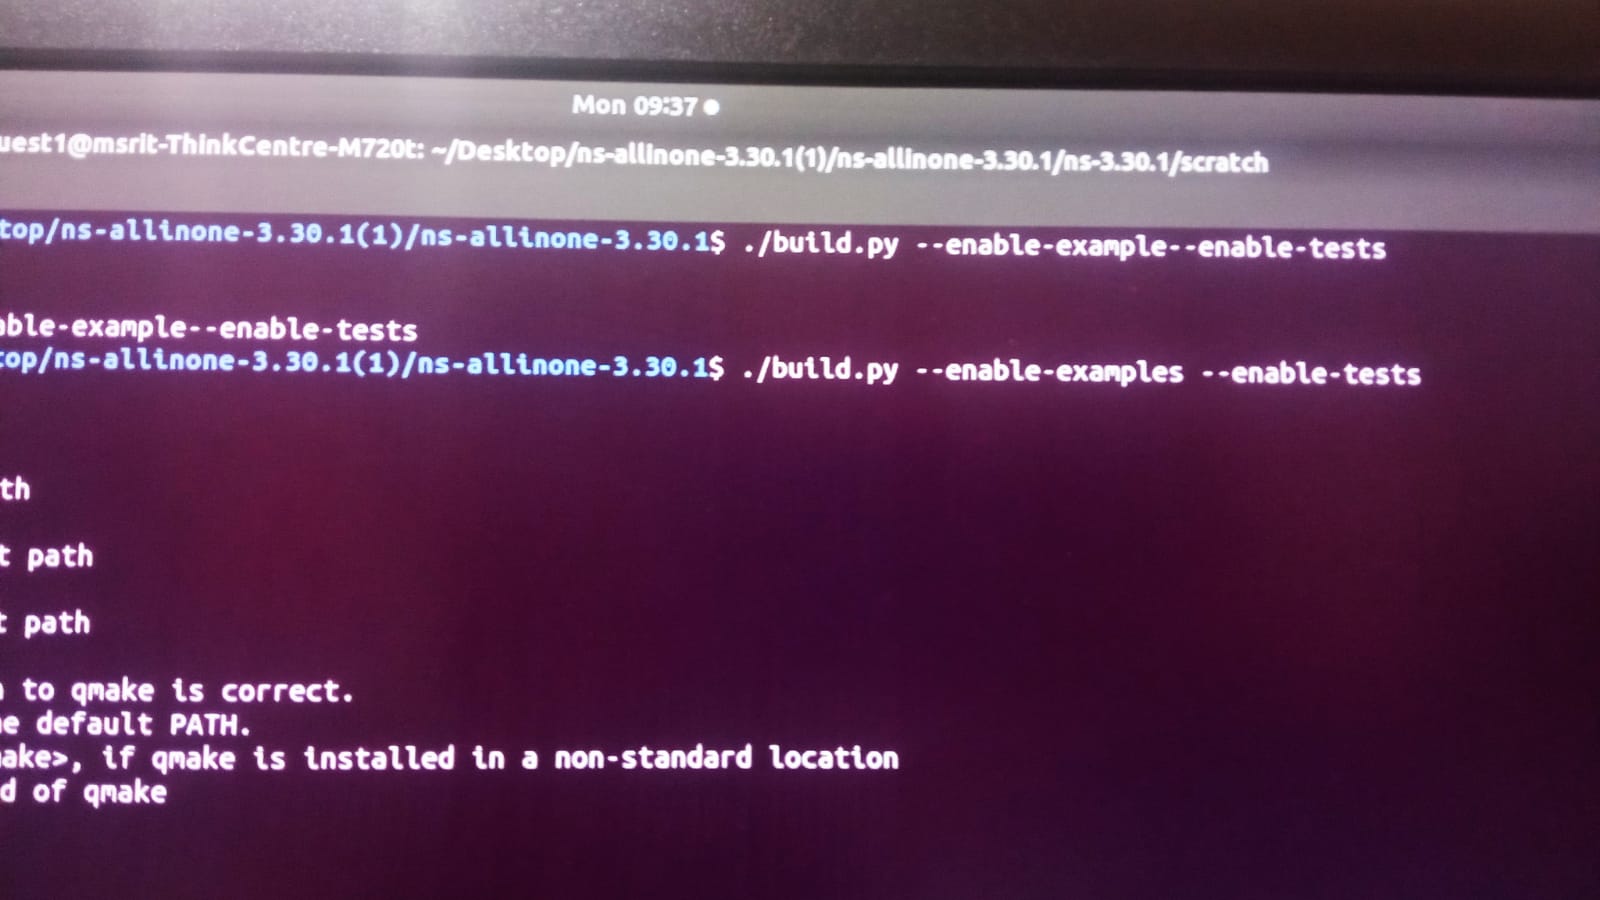 Mon 09:37
uest1@msrit-ThinkCentre-M720t: ~/Desktop/ns-allinone-3.30.1(1)/ns-allinone-3.30.1/ns-3.30.1/scratch
top/ns-allinone-3.30.1(1)/ns-allinone-3.30.1$ ./build.py --enable-example--enable-tests
able-example--enable-tests
top/ns-allinone-3.30.1(1)/ns-allinone-3.30.1$ ./build.py --enable-examples --enable-tests
th
t path
t path
to qmake is correct.
e default PATH.
ake>, if qmake is installed in a non-standard location
d of qmake